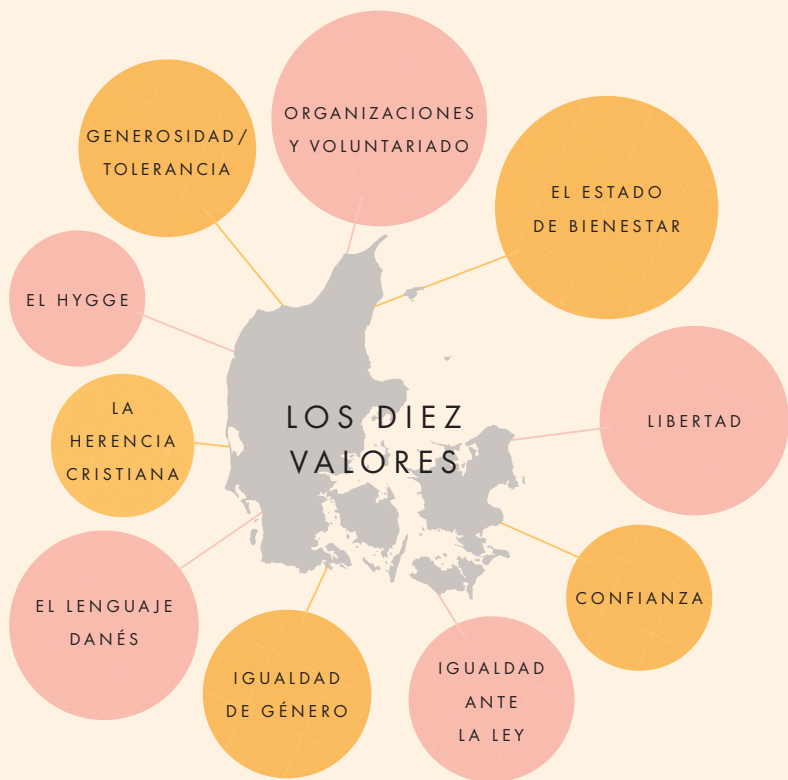 ORGANIZACIONES
Y VOLUNTARIADO
GENEROSIDAD/
TOLERANCIA
EL ESTADO
DE BIENESTAR
EL HYGGE
LA
HERENCIA
CRISTIANA
LOS DIEZ
VALORES
LIBERTAD
EL LENGUAJE
DANÉS
CONFIANZA
IGUALDAD
DE GÉNERO
IGUALDAD
ANTE
LA LEY